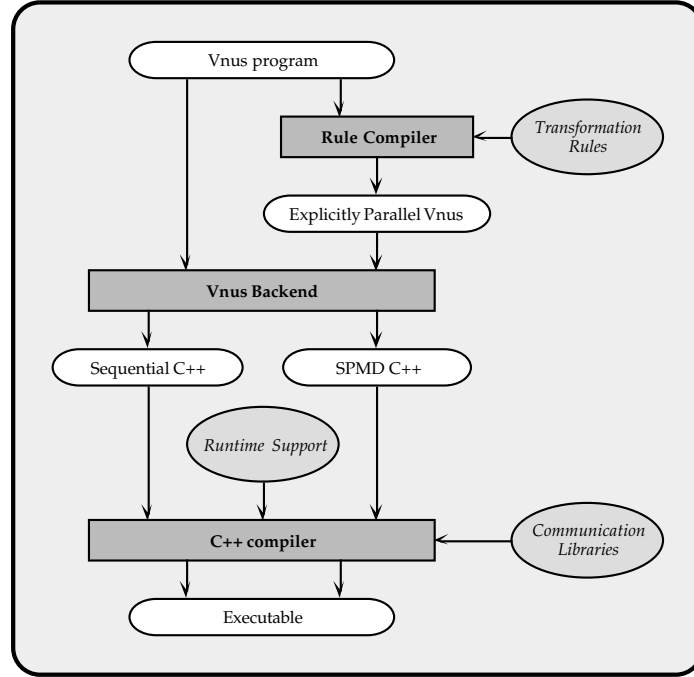 Vnus program
Rule Compiler
Transformation
Rules
Explicitly Parallel Vnus
Vnus Backend
Sequential C++
SPMD C++
Runtime Support
C++ compiler
Communication
Libraries
Executable